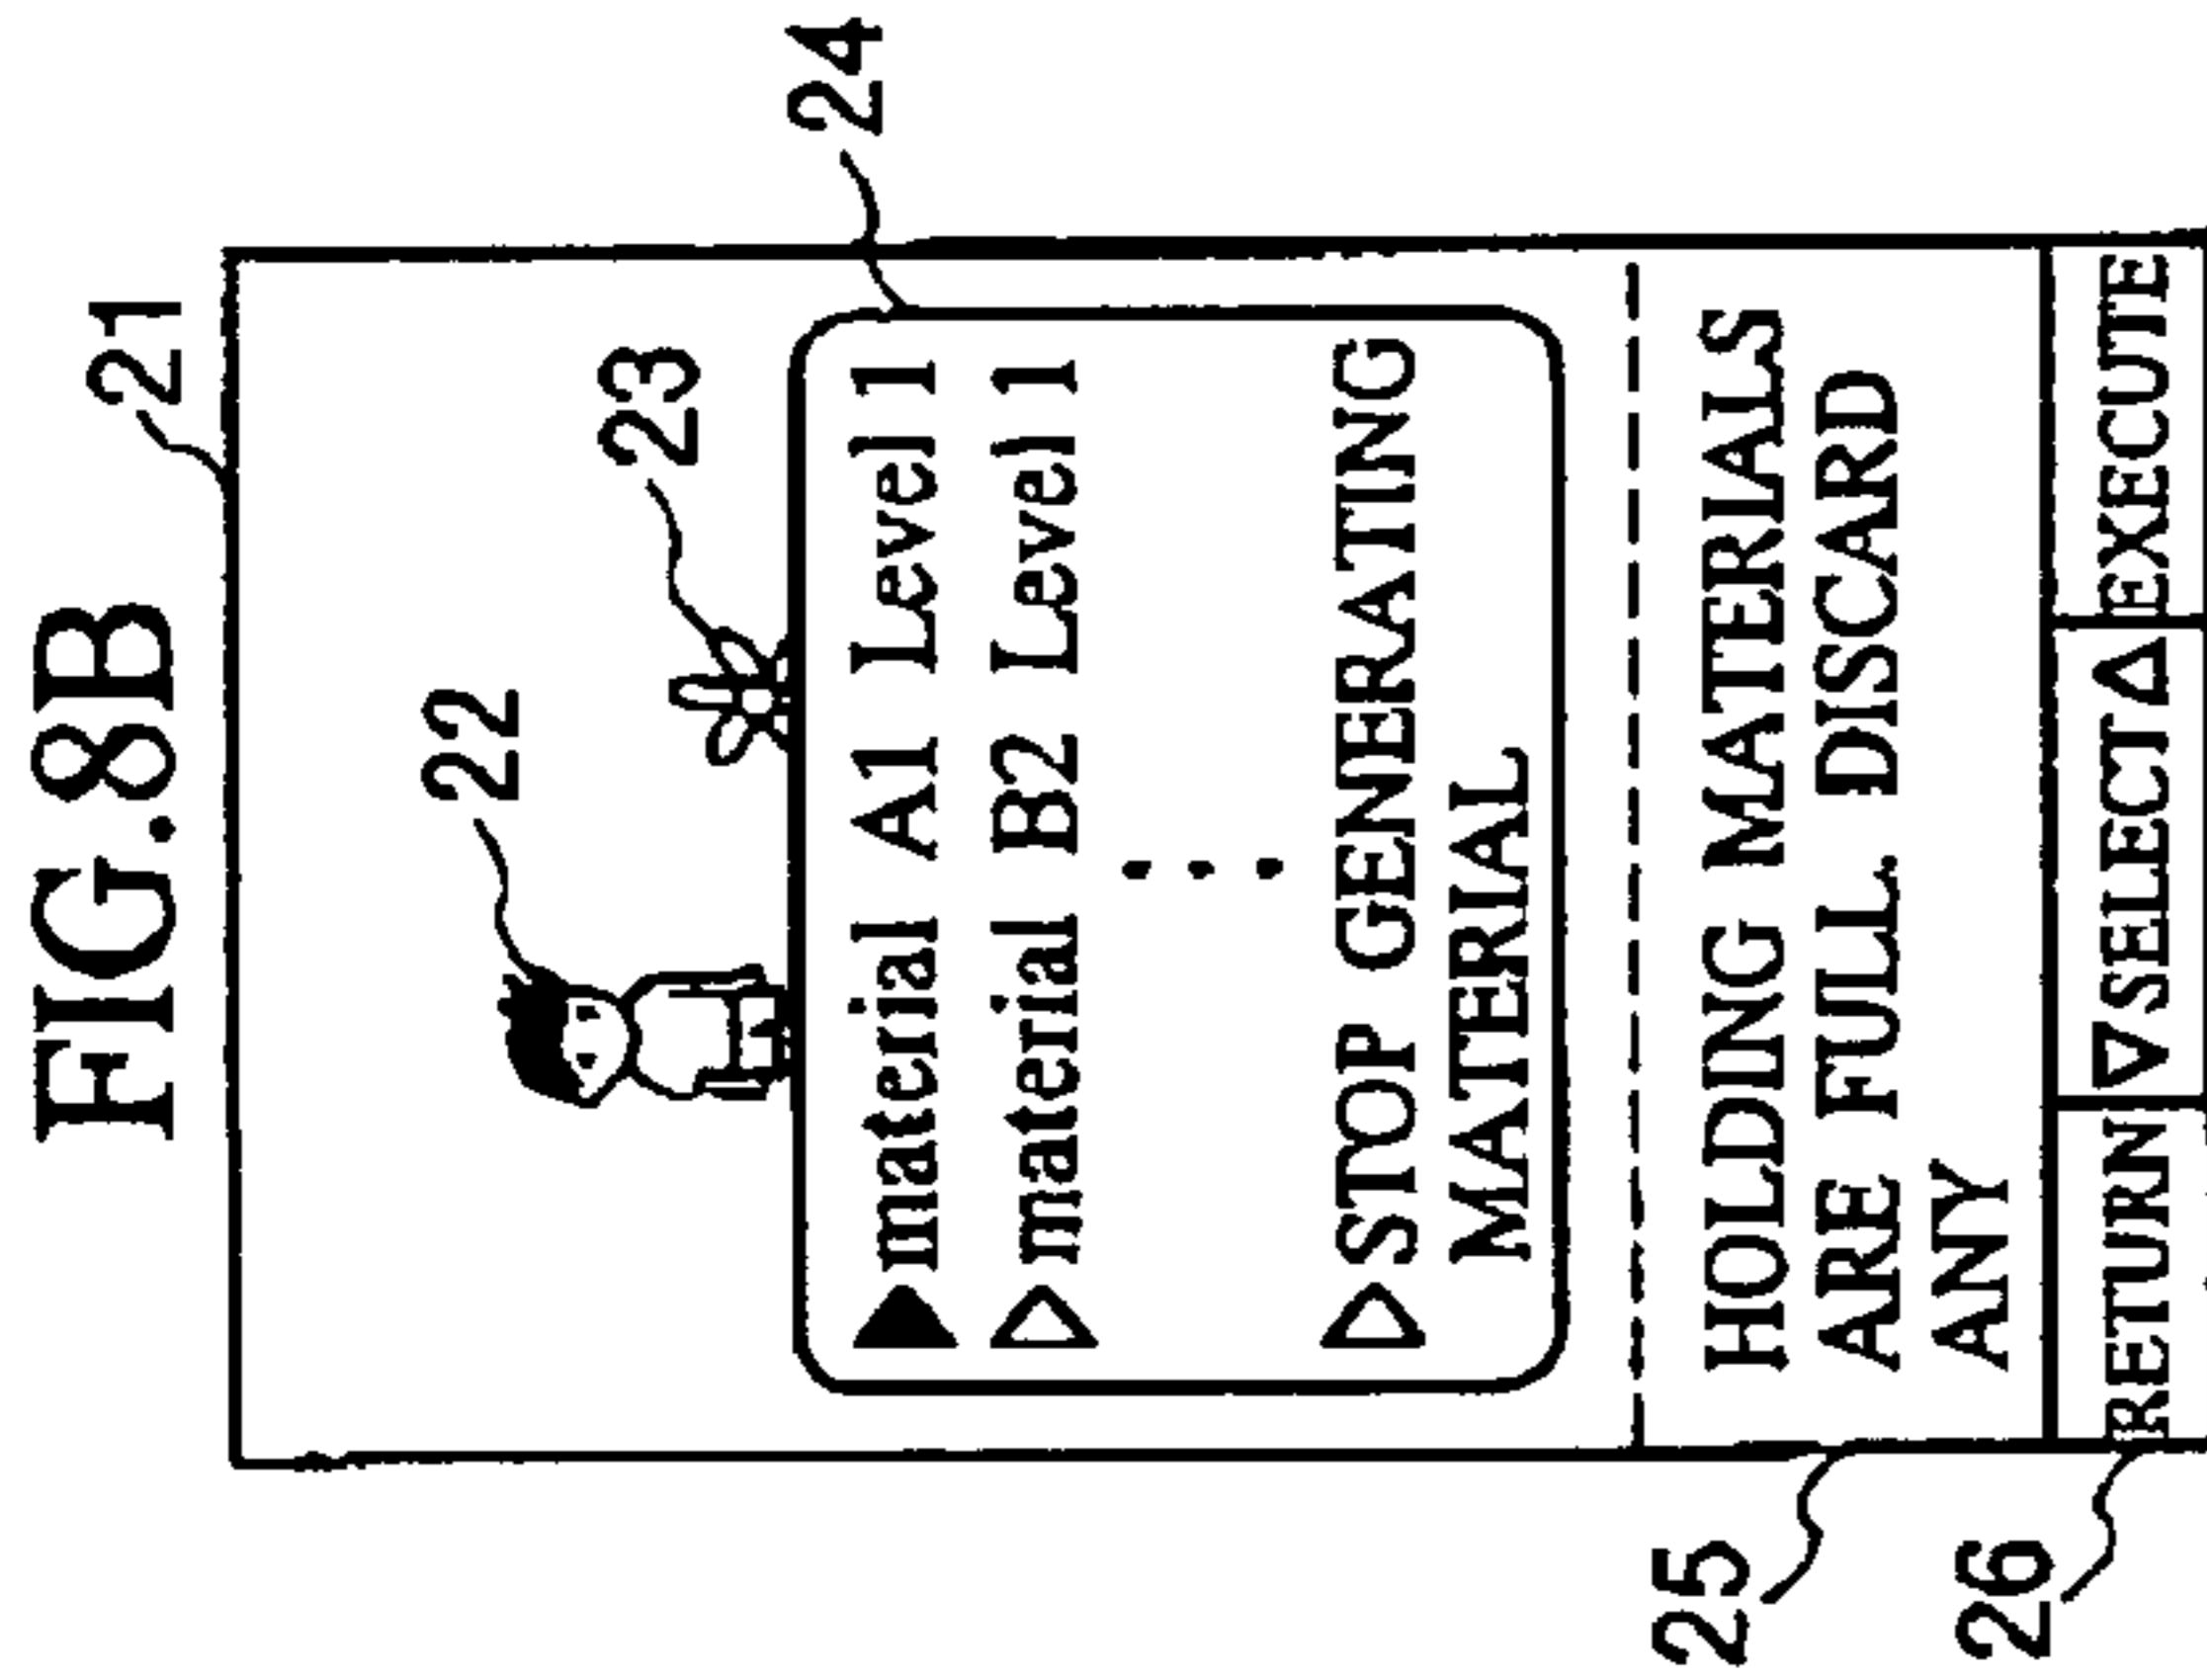 FIG.8B
21
22
23
24
▶material A1 Level 1
▷material B2 Level 1
・・・
▷STOP GENERATING
MATERIAL
25
HOLDING MATERIALS
ARE FULL. DISCARD
ANY
26
RETURN ▽SELECT△ EXECUTE